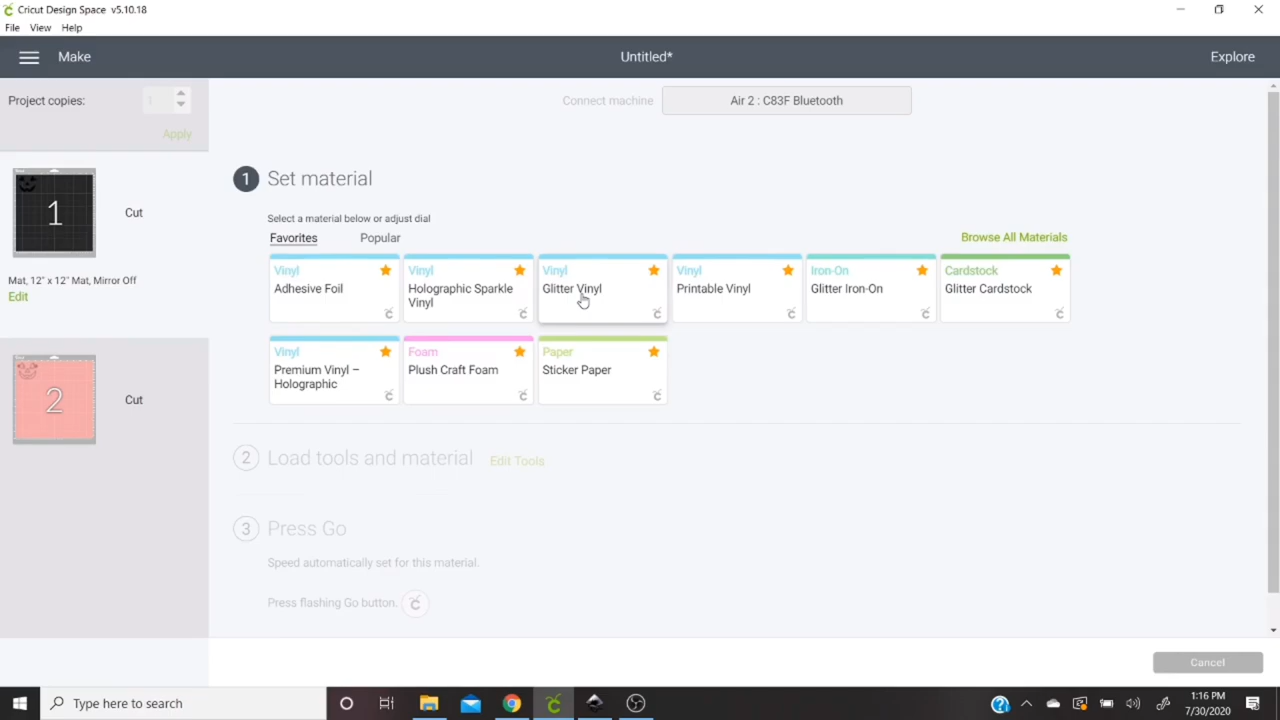 Cricut Design Space v5.10.18
File View Help
Make
Untitled*
Explore
Project copies:
1
Apply
Connect machine
Air 2 : C83F Bluetooth
1
Cut
Mat, 12" x 12" Mat, Mirror Off
Edit
2
Cut
1 Set material
Select a material below or adjust dial
Favorites Popular
Browse All Materials
Vinyl
Adhesive Foil
Vinyl
Holographic Sparkle
Vinyl
Vinyl
Glitter Vinyl
Vinyl
Printable Vinyl
Iron-On
Glitter Iron-On
Cardstock
Glitter Cardstock
Vinyl
Premium Vinyl –
Holographic
Foam
Plush Craft Foam
Paper
Sticker Paper
2 Load tools and material Edit Tools
3 Press Go
Speed automatically set for this material.
Press flashing Go button.
Cancel
Type here to search
1:16 PM
7/30/2020